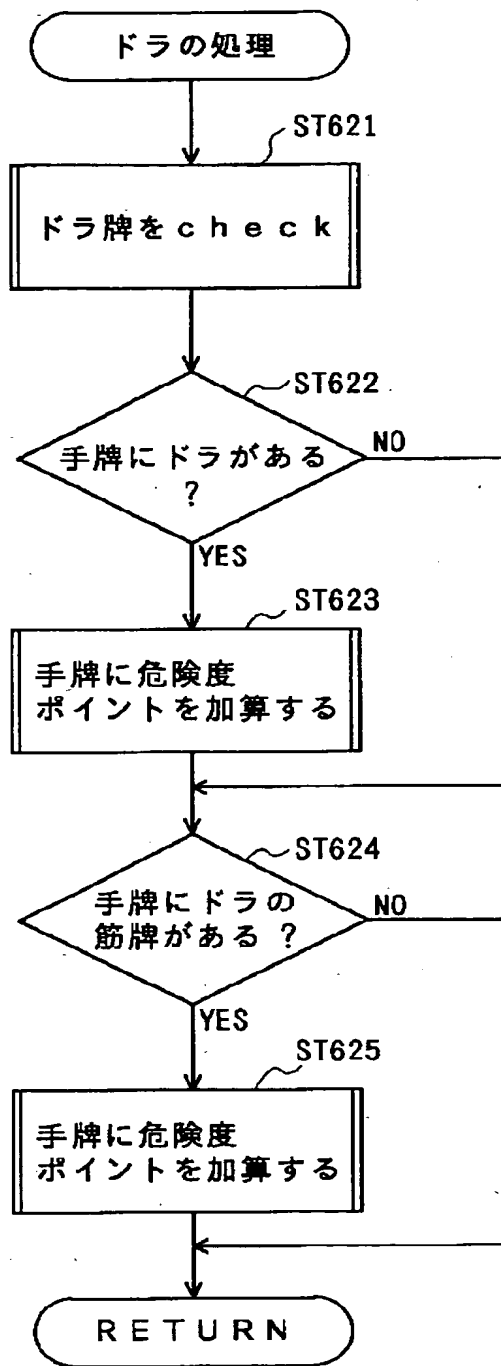 ドラの処理
ST621
ドラ牌をｃｈｅｃｋ
ST622
手牌にドラがある
？
NO
YES
ST623
手牌に危険度
ポイントを加算する
ST624
手牌にドラの
筋牌がある？
NO
YES
ST625
手牌に危険度
ポイントを加算する
ＲＥＴＵＲＮ